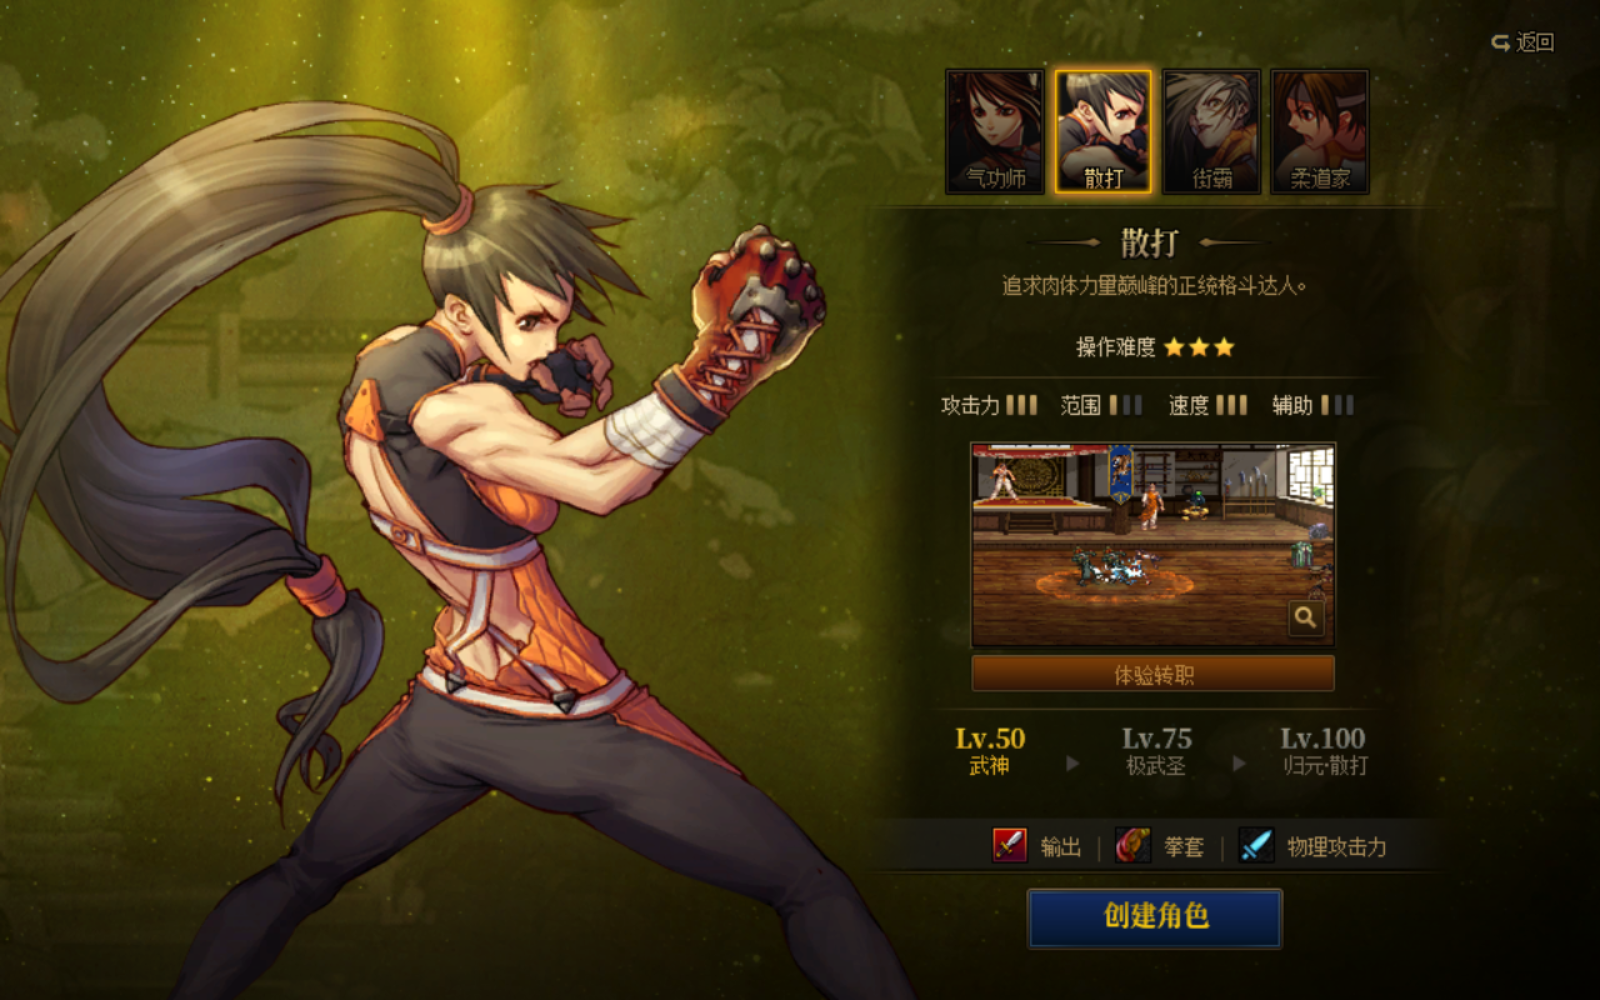 返回
气功师 散打 街霸 柔道家
散打
追求肉体力量巅峰的正统格斗达人。
操作难度
攻击力 范围 速度 辅助
体验转职
Lv.50 Lv.75 Lv.100
武神 极武圣 归元·散打
输出 | 拳套 | 物理攻击力
创建角色